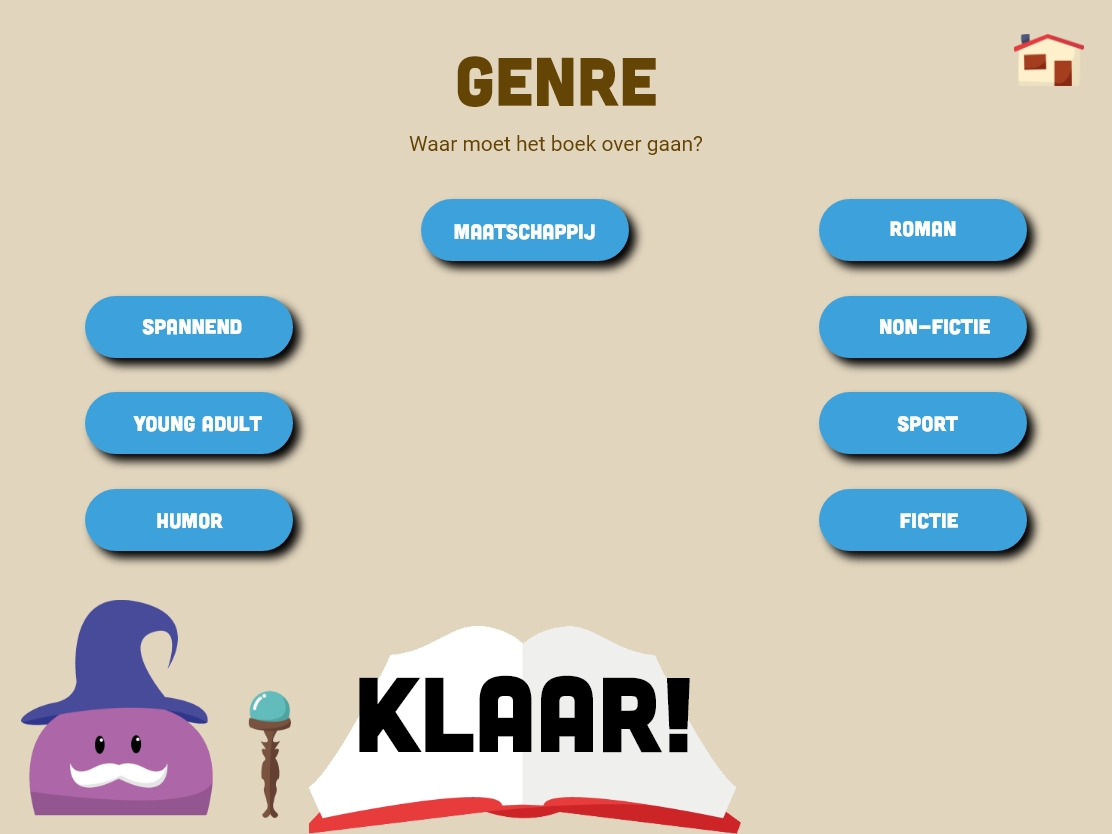 GENRE
Waar moet het boek over gaan?
MAATSCHAPPIJ
ROMAN
SPANNEND
NON-FICTIE
YOUNG ADULT
SPORT
HUMOR
FICTIE
KLAAR!